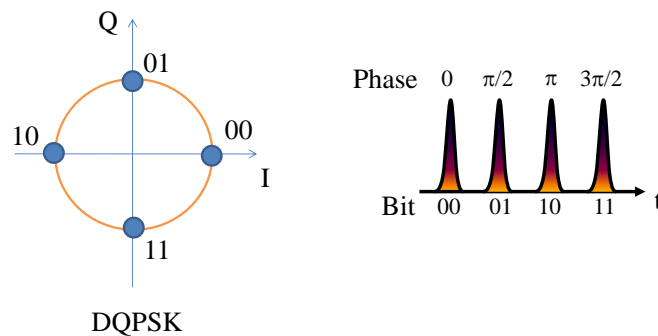 Q
01
10
00
I
11
DQPSK
Phase 0 π/2 π 3π/2
Bit 00 01 10 11
t